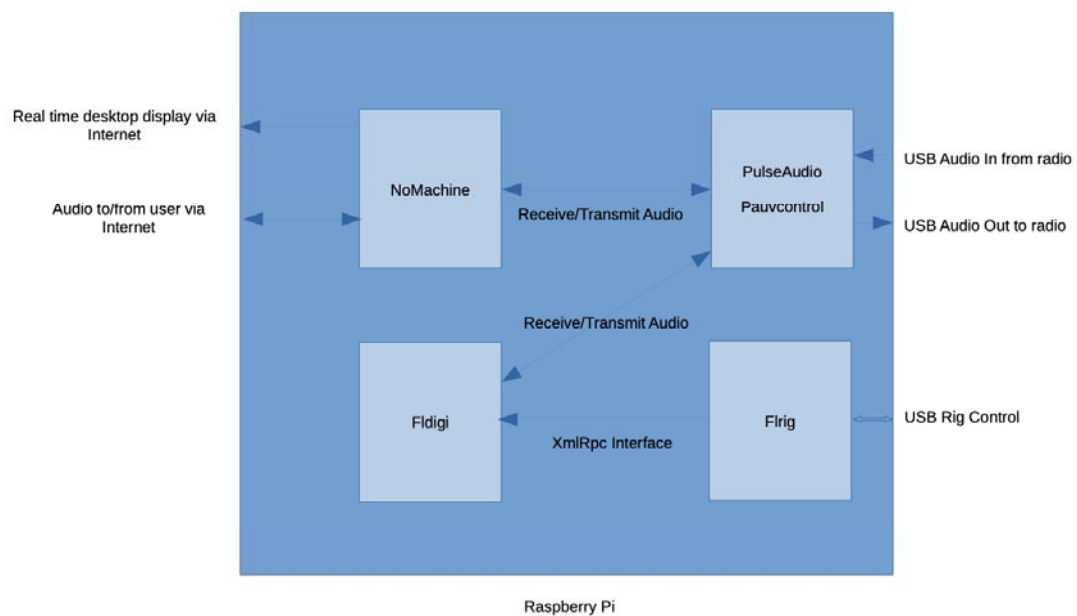 Real time desktop display via
Internet
Audio to/from user via
Internet
NoMachine
Receive/Transmit Audio
PulseAudio
Pauvcontrol
USB Audio In from radio
USB Audio Out to radio
Receive/Transmit Audio
Fldigi
XmlRpc Interface
Flrig
USB Rig Control
Raspberry Pi